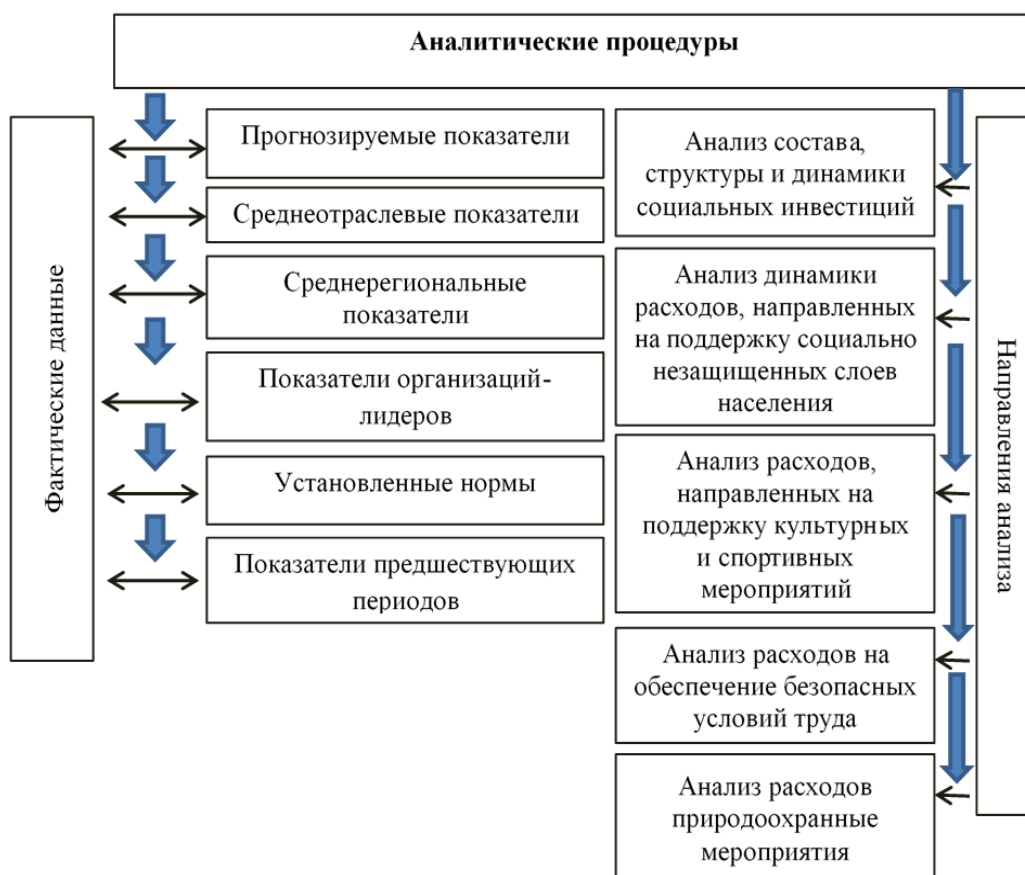 Аналитические процедуры
Фактические данные
Прогнозируемые показатели
Среднеотраслевые показатели
Среднерегиональные
показатели
Показатели организаций-
лидеров
Установленные нормы
Показатели предшествующих
периодов
Анализ состава,
структуры и динамики
социальных инвестиций
Анализ динамики
расходов, направленных
на поддержку социально
незащищенных слоев
населения
Анализ расходов,
направленных на
поддержку культурных
и спортивных
мероприятий
Анализ расходов на
обеспечение безопасных
условий труда
Анализ расходов
природоохранные
мероприятия
Направления анализа